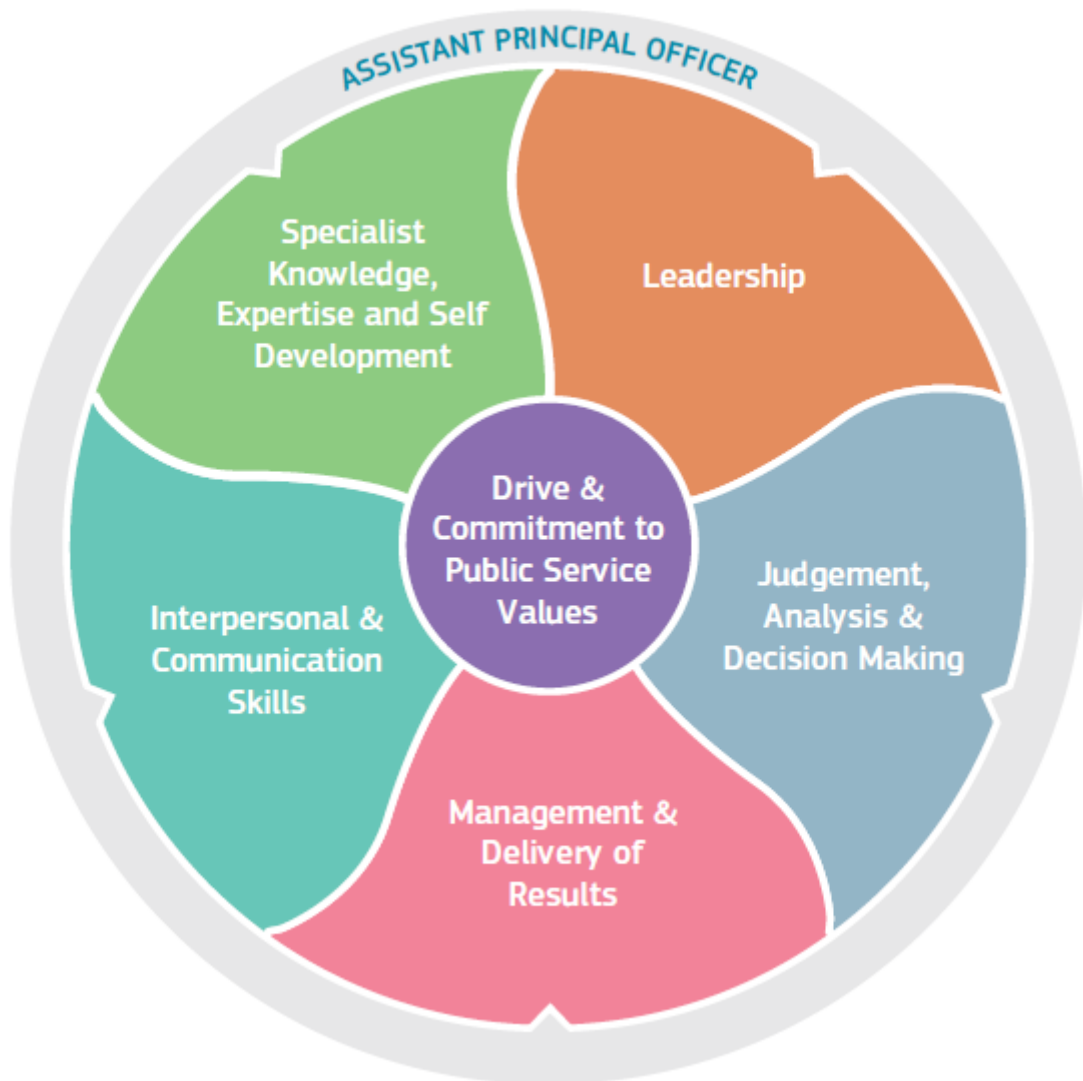 ASSISTANT PRINCIPAL OFFICER
Specialist
Knowledge,
Expertise and Self
Development
Leadership
Drive &
Commitment to
Public Service
Values
Judgement,
Analysis &
Decision Making
Interpersonal &
Communication
Skills
Management &
Delivery of
Results